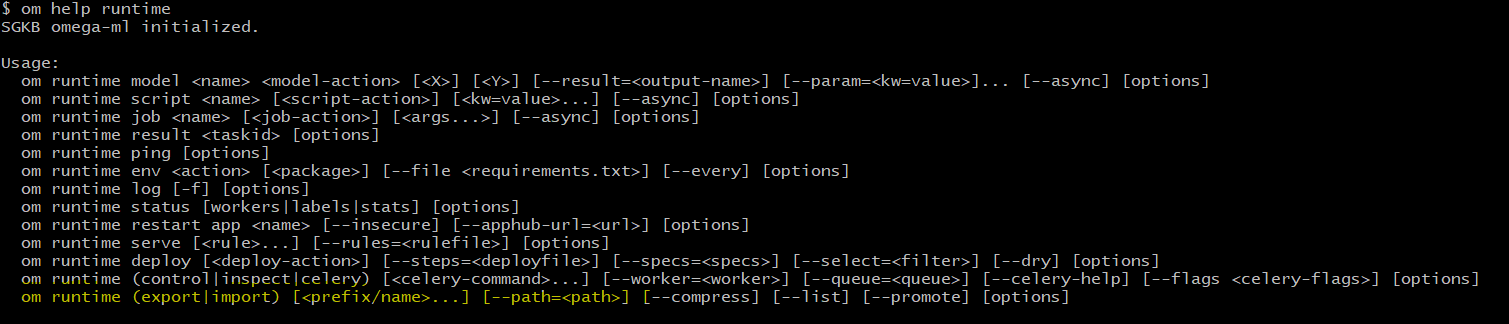 $ om help runtime
SGKB omega-ml initialized.

Usage:
  om runtime model <name> <model-action> [<X>] [<Y>] [--result=<output-name>] [--param=<kw=value>]... [--async] [options]
  om runtime script <name> [<script-action>] [<kw=value>...] [--async] [options]
  om runtime job <name> [<job-action>] [<args...>] [--async] [options]
  om runtime result <taskid> [options]
  om runtime ping [options]
  om runtime env <action> [<package>] [--file <requirements.txt>] [--every] [options]
  om runtime log [-f] [options]
  om runtime status [workers|labels|stats] [options]
  om runtime restart app <name> [--insecure] [--apphub-url=<url>] [options]
  om runtime serve [<rule>...] [--rules=<rulefile>] [options]
  om runtime deploy [<deploy-action>] [--steps=<deployfile>] [--specs=<specs>] [--select=<filter>] [--dry] [options]
  om runtime (control|inspect|celery) [<celery-command>...] [--worker=<worker>] [--queue=<queue>] [--celery-help] [--flags <celery-flags>] [options]
  om runtime (export|import) [<prefix/name>...] [--path=<path>] [--compress] [--list] [--promote] [options]